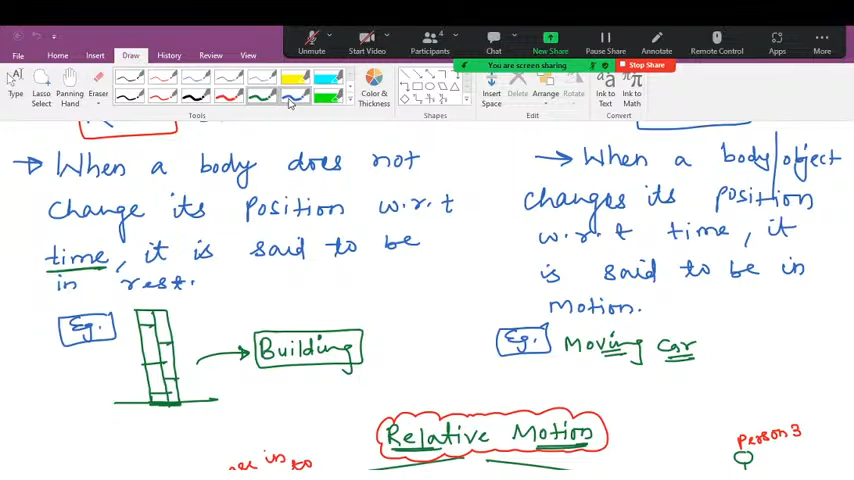 File
Home
Insert
Draw
History
Review
View
Unmute
Start Video
Participants
Chat
New Share
Pause Share
Annotate
Remote Control
Apps
More
You are screen sharing
Stop Share
Type
Lasso
Select
Panning
Hand
Eraser
Color &
Thickness
Insert
Space
Delete
Arrange
Rotate
Ink to
Text
Ink to
Math
Tools
Shapes
Edit
Convert
When a body does not
change its position w.r.t
time, it is said to be
in rest.
Eg.
Building
When a body/object
changes its position
w.r.t time, it
is said to be in
Motion.
Eg.
Moving car
Relative Motion
Person 3
is to